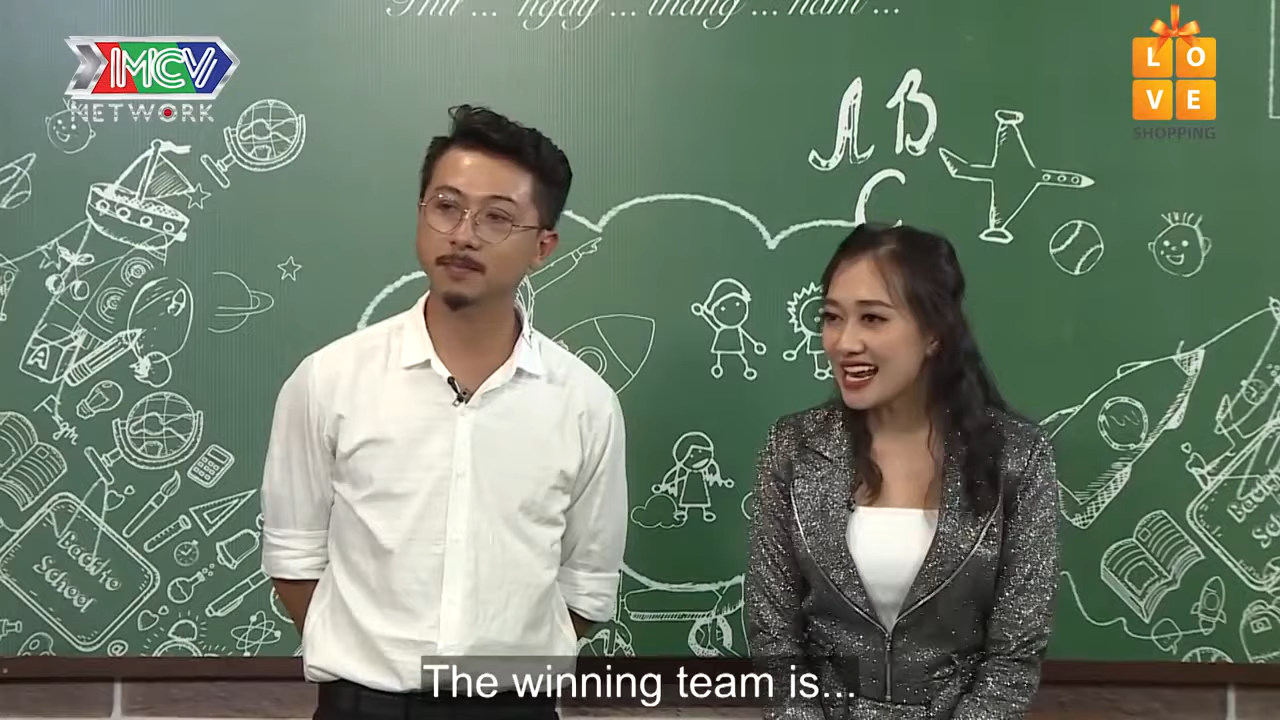 Thứ ... ngày ... tháng ... năm ...
MCV
NETWORK
L O
V E
SHOPPING
A B
C
A
Back to
School
The winning team is...